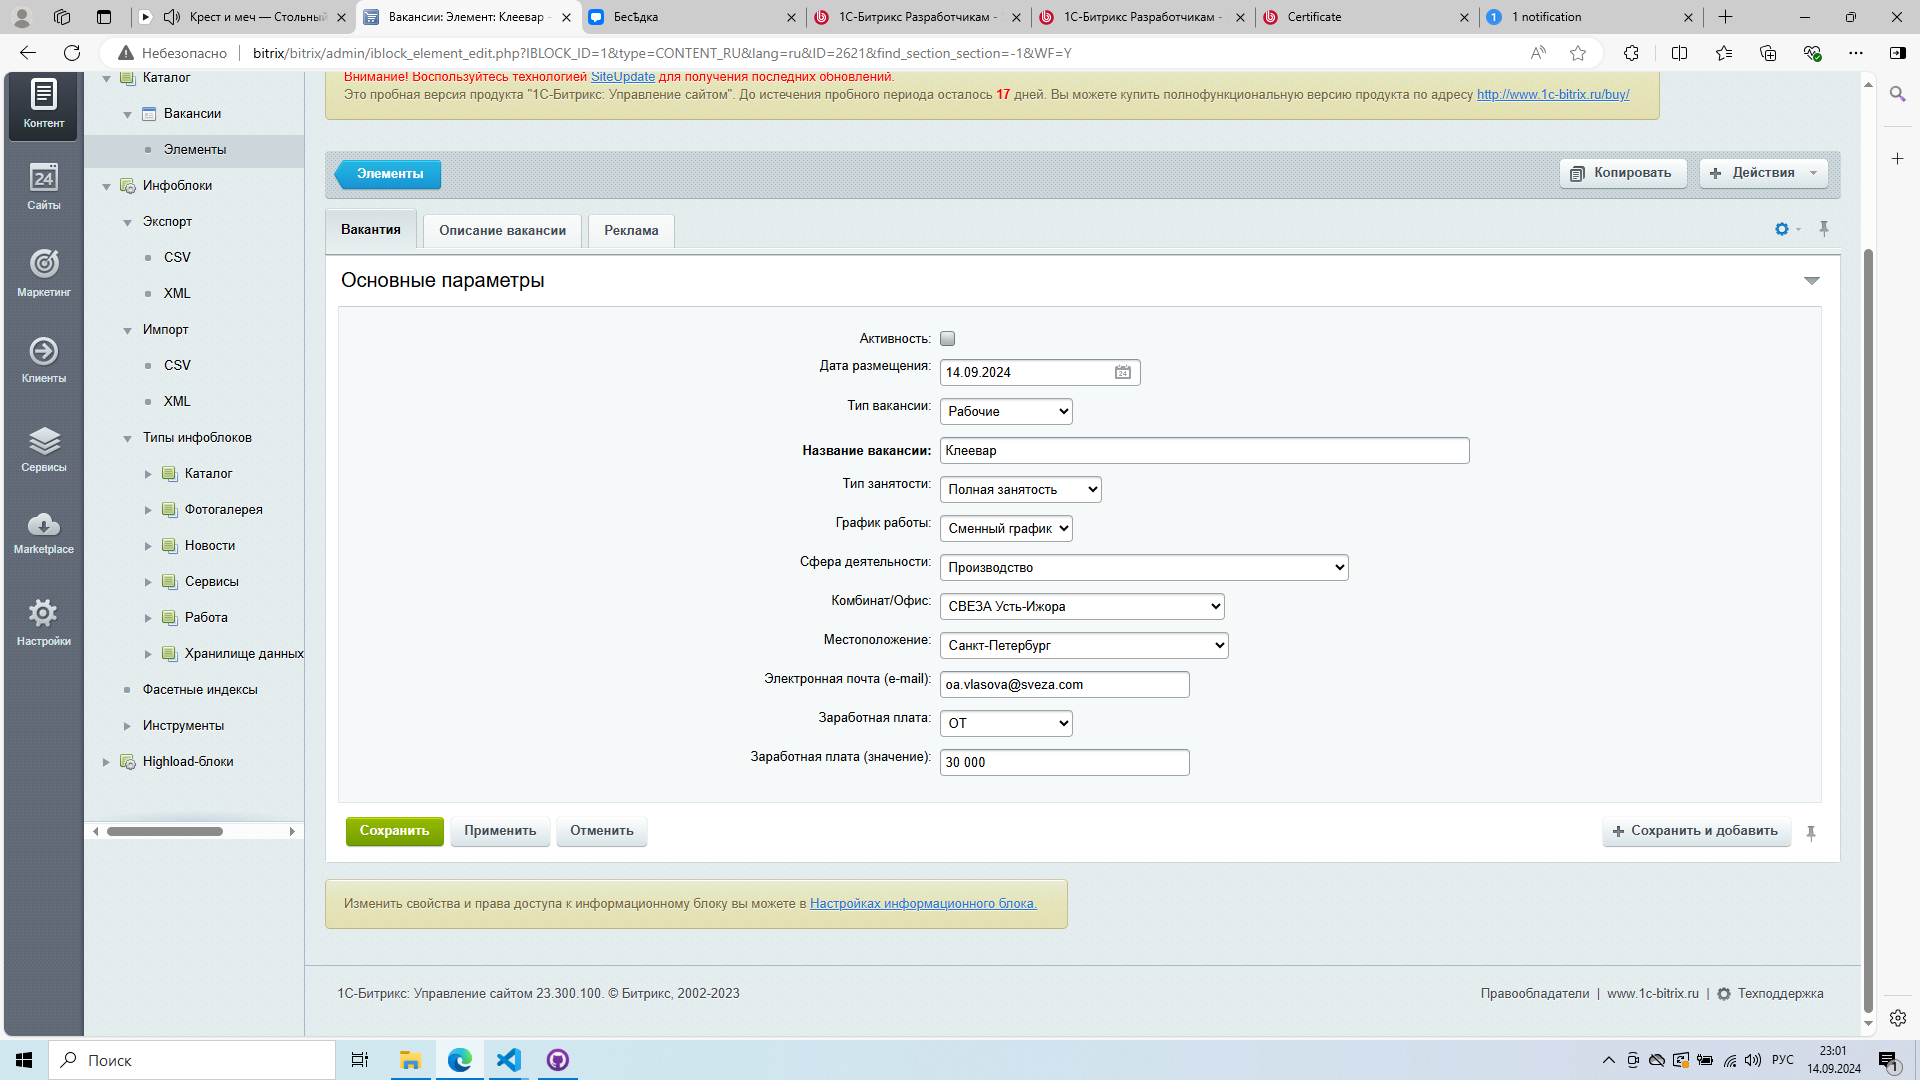 Крест и меч — Стольный
Вакансии: Элемент: Клеевар -
БесѢдка
1С-Битрикс Разработчикам -
1С-Битрикс Разработчикам -
Certificate
1 notification
Небезопасно
bitrix/bitrix/admin/iblock_element_edit.php?IBLOCK_ID=1&type=CONTENT_RU&lang=ru&ID=2621&find_section_section=-1&WF=Y
Контент
24
Сайты
Маркетинг
Клиенты
Сервисы
Marketplace
Настройки
Каталог
Вакансии
Элементы
Инфоблоки
Экспорт
CSV
XML
Импорт
CSV
XML
Типы инфоблоков
Каталог
Фотогалерея
Новости
Сервисы
Работа
Хранилище данных
Фасетные индексы
Инструменты
Highload-блоки
Внимание! Воспользуйтесь технологией SiteUpdate для получения последних обновлений.
Это пробная версия продукта "1С-Битрикс: Управление сайтом". До истечения пробного периода осталось 17 дней. Вы можете купить полнофункциональную версию продукта по адресу http://www.1c-bitrix.ru/buy/
Элементы
Копировать
Действия
Вакантия
Описание вакансии
Реклама
Основные параметры
Активность:
Дата размещения: 14.09.2024
Тип вакансии: Рабочие
Название вакансии: Клеевар
Тип занятости: Полная занятость
График работы: Сменный график
Сфера деятельности: Производство
Комбинат/Офис: СВЕЗА Усть-Ижора
Местоположение: Санкт-Петербург
Электронная почта (e-mail): oa.vlasova@sveza.com
Заработная плата: ОТ
Заработная плата (значение): 30 000
Сохранить
Применить
Отменить
Сохранить и добавить
Изменить свойства и права доступа к информационному блоку вы можете в Настройках информационного блока.
1С-Битрикс: Управление сайтом 23.300.100. © Битрикс, 2002-2023
Правообладатели | www.1c-bitrix.ru | Техподдержка
Поиск
РУС
23:01
14.09.2024
1